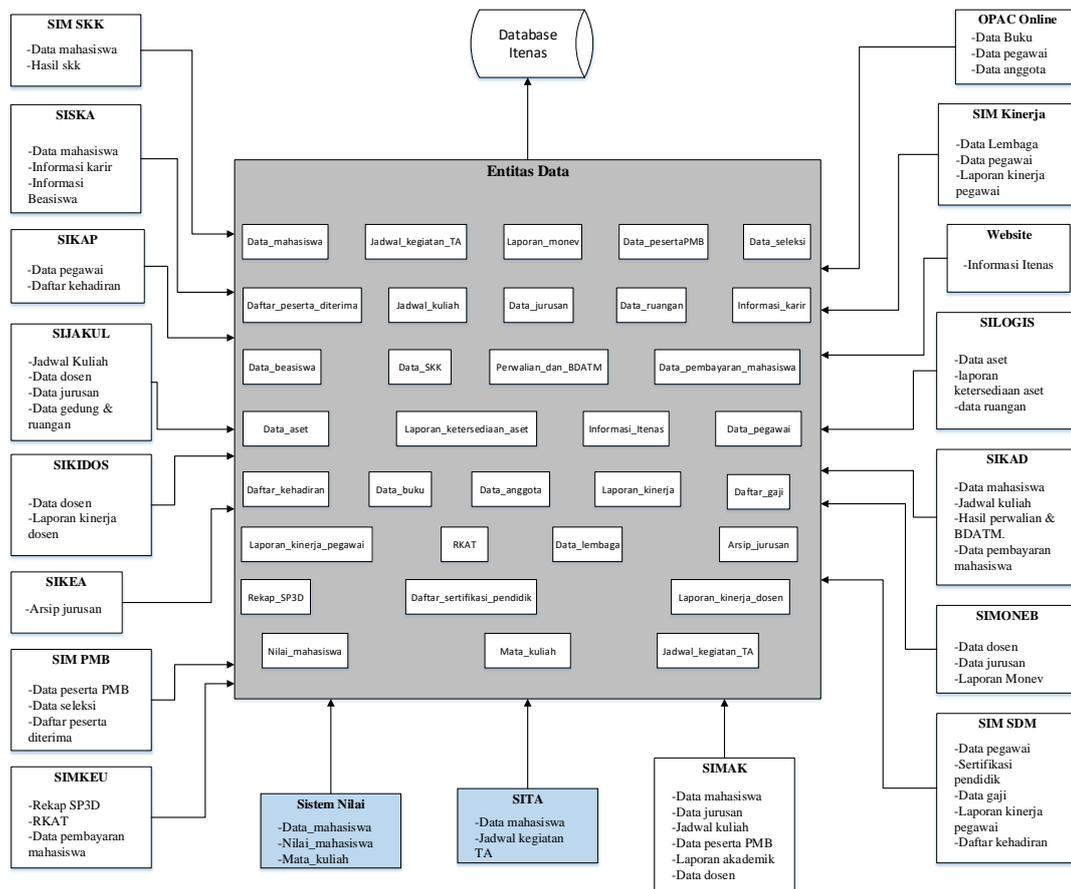 Database
Itenas
SIM SKK
-Data mahasiswa
-Hasil skk
SISKA
-Data mahasiswa
-Informasi karir
-Informasi
Beasiswa
SIKAP
-Data pegawai
-Daftar kehadiran
SIJAKUL
-Jadwal Kuliah
-Data dosen
-Data jurusan
-Data gedung &
ruangan
SIKIDOS
-Data dosen
-Laporan kinerja
dosen
SIKEA
-Arsip jurusan
SIM PMB
-Data peserta PMB
-Data seleksi
-Daftar peserta
diterima
SIMKEU
-Rekap SP3D
-RKAT
-Data pembayaran
mahasiswa
Entitas Data
Data_mahasiswa
Jadwal_kegiatan_TA
Laporan_monev
Data_pesertaPMB
Data_seleksi
Daftar_peserta_diterima
Jadwal_kuliah
Data_jurusan
Data_ruangan
Informasi_karir
Data_beasiswa
Data_SKK
Perwalian_dan_BDATM
Data_pembayaran_mahasiswa
Data_aset
Laporan_ketersediaan_aset
Informasi_Itenas
Data_pegawai
Daftar_kehadiran
Data_buku
Data_anggota
Laporan_kinerja
Daftar_gaji
Laporan_kinerja_pegawai
RKAT
Data_lembaga
Arsip_jurusan
Rekap_SP3D
Daftar_sertifikasi_pendidik
Laporan_kinerja_dosen
Nilai_mahasiswa
Mata_kuliah
Jadwal_kegiatan_TA
Sistem Nilai
-Data_mahasiswa
-Nilai_mahasiswa
-Mata_kuliah
SITA
-Data mahasiswa
-Jadwal kegiatan
TA
SIMAK
-Data mahasiswa
-Data jurusan
-Jadwal kuliah
-Data peserta PMB
-Laporan akademik
-Data dosen
OPAC Online
-Data Buku
-Data pegawai
-Data anggota
SIM Kinerja
-Data Lembaga
-Data pegawai
-Laporan kinerja
pegawai
Website
-Informasi Itenas
SILOGIS
-Data aset
-laporan
ketersediaan aset
-data ruangan
SIKAD
-Data mahasiswa
-Jadwal kuliah
-Hasil perwalian &
BDATM.
-Data pembayaran
mahasiswa
SIMONEB
-Data dosen
-Data jurusan
-Laporan Monev
SIM SDM
-Data pegawai
-Sertifikasi
pendidik
-Data gaji
-Laporan kinerja
pegawai
-Daftar kehadiran